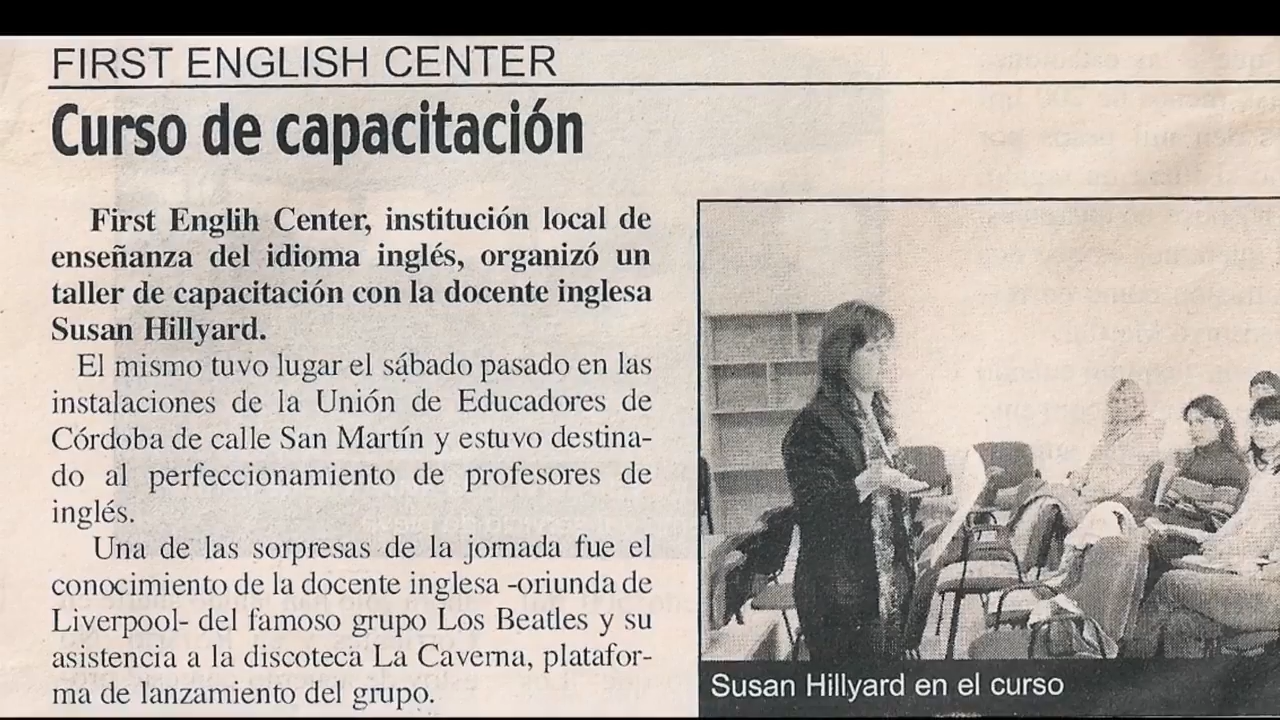 FIRST ENGLISH CENTER
Curso de capacitación
First Englih Center, institución local de
enseñanza del idioma inglés, organizó un
taller de capacitación con la docente inglesa
Susan Hillyard.
El mismo tuvo lugar el sábado pasado en las
instalaciones de la Unión de Educadores de
Córdoba de calle San Martín y estuvo destina-
do al perfeccionamiento de profesores de
inglés.
Una de las sorpresas de la jornada fue el
conocimiento de la docente inglesa -oriunda de
Liverpool- del famoso grupo Los Beatles y su
asistencia a la discoteca La Caverna, platafor-
ma de lanzamiento del grupo.
Susan Hillyard en el curso